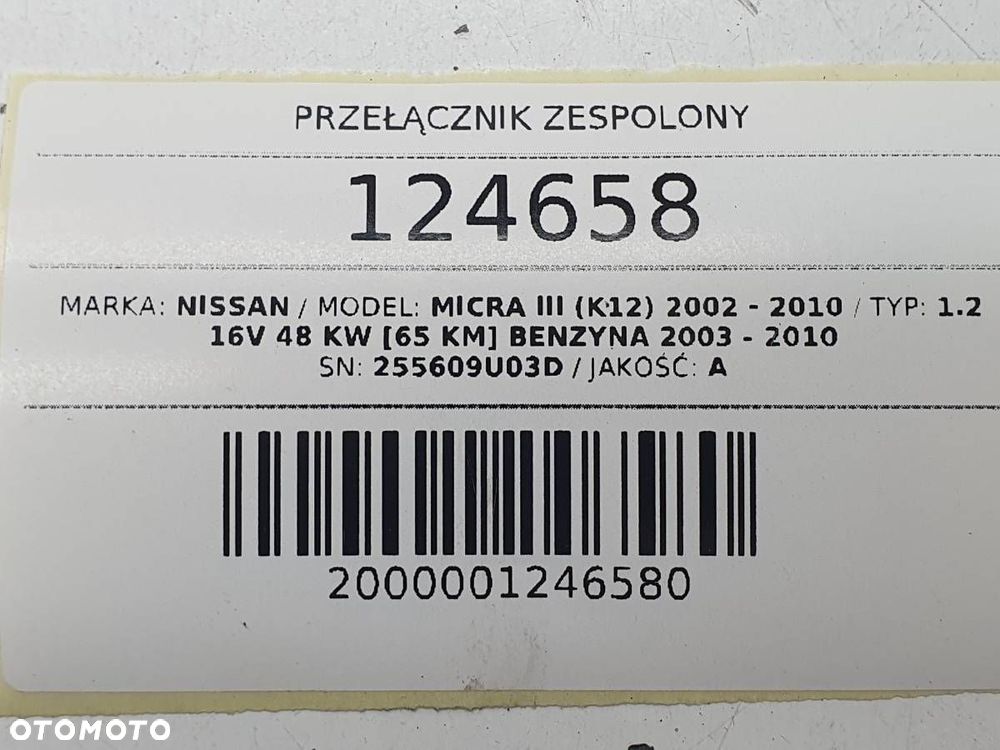 PRZEŁĄCZNIK ZESPOLONY
124658
MARKA: NISSAN / MODEL: MICRA III (K12) 2002 - 2010 / TYP: 1.2
16V 48 KW [65 KM] BENZYNA 2003 - 2010
SN: 255609U03D / JAKOŚĆ: A
2000001246580
OTOMOTO